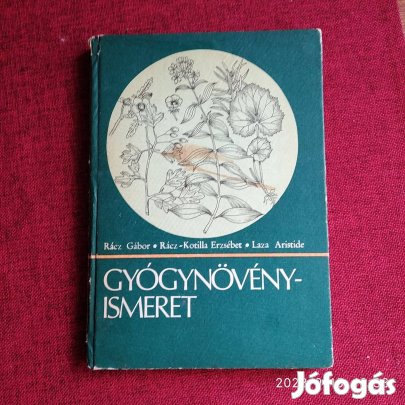 Rácz Gábor • Rácz-Kotilla Erzsébet • Laza Aristide
GYÓGYNÖVÉNY-
ISMERET
Jófogás